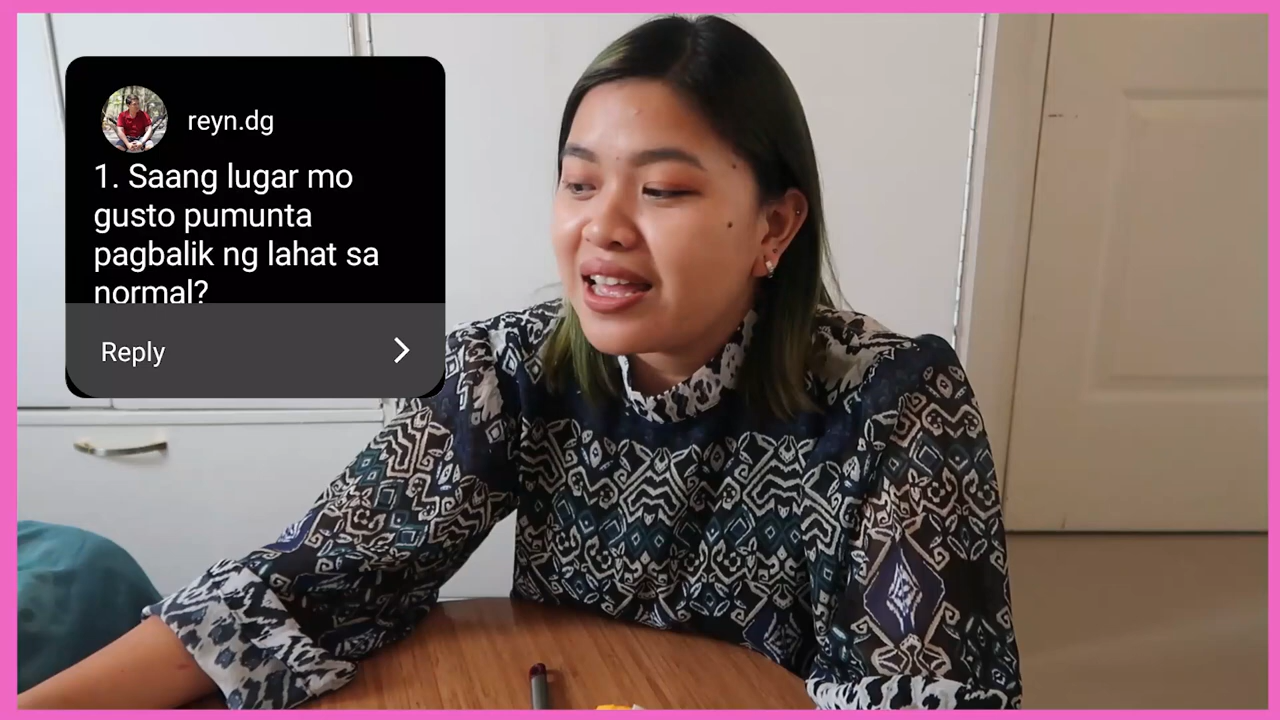 reyn.dg
1. Saang lugar mo
gusto pumunta
pagbalik ng lahat sa
normal?
Reply